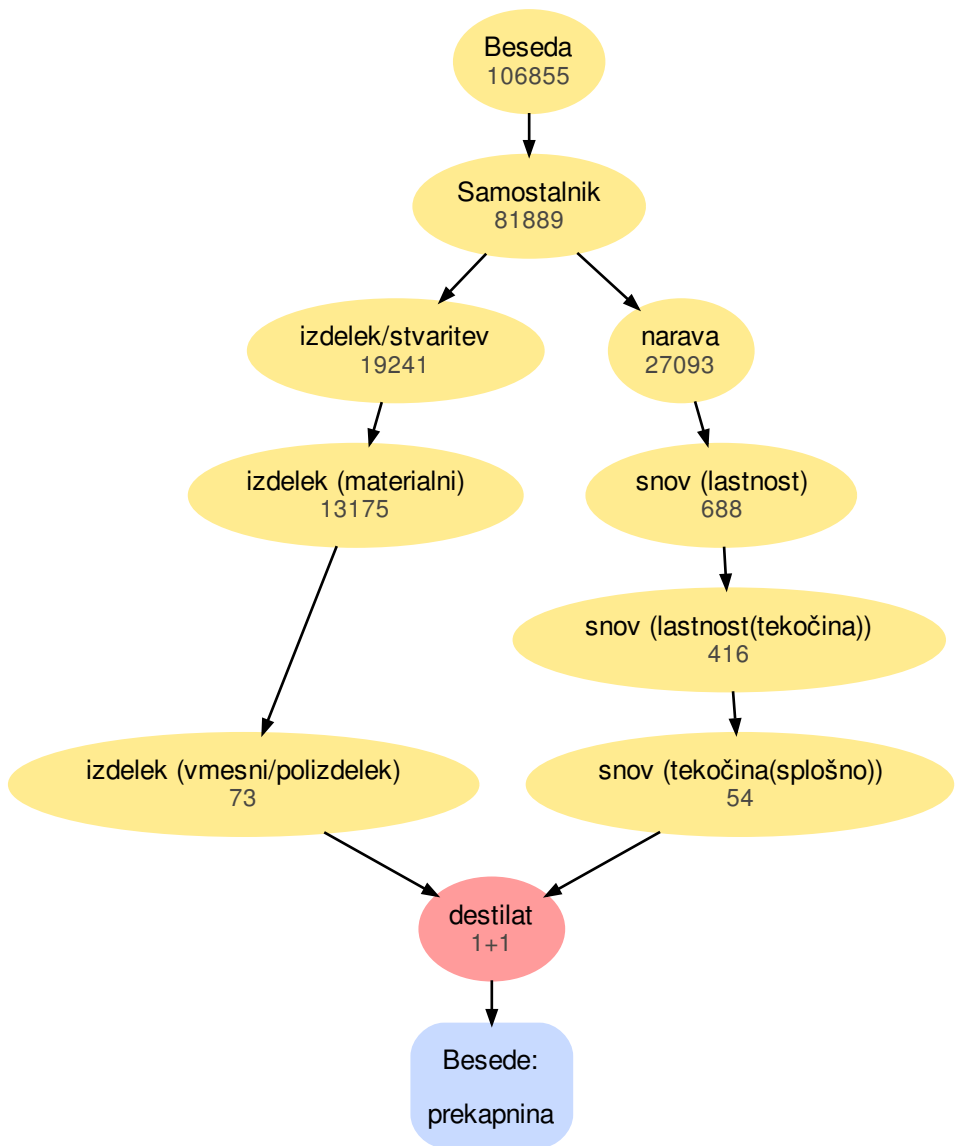 Beseda
106855
Samostalnik
81889
izdelek/stvaritev
19241
narava
27093
izdelek (materialni)
13175
snov (lastnost)
688
snov (lastnost(tekočina))
416
izdelek (vmesni/polizdelek)
73
snov (tekočina(splošno))
54
destilat
1+1
Besede:
prekapnina